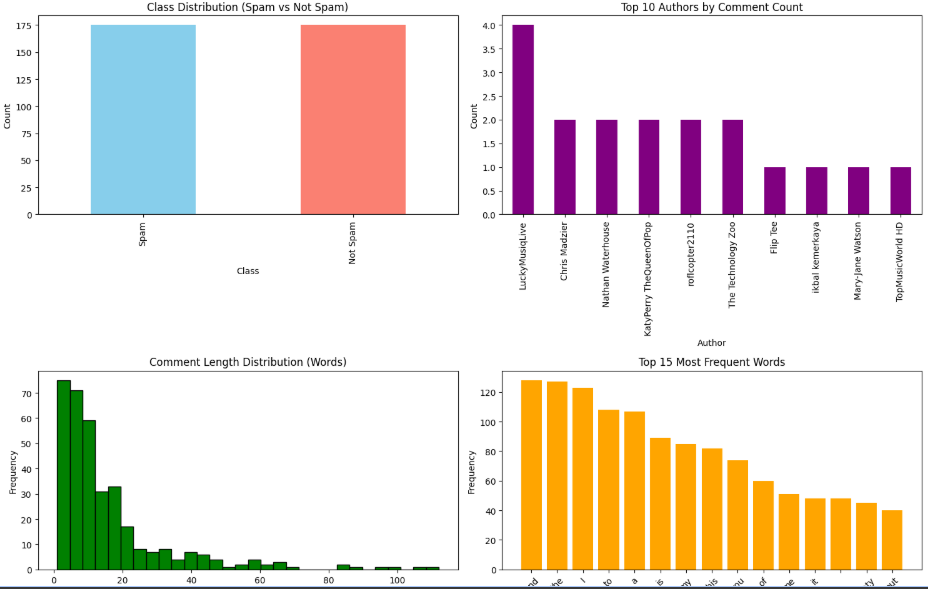 Class Distribution (Spam vs Not Spam)
Count
175
150
125
100
75
50
25
0
Spam
Not Spam
Class
Top 10 Authors by Comment Count
Count
4.0
3.5
3.0
2.5
2.0
1.5
1.0
0.5
0.0
LuckyMusiqLive
Chris Madzier
Nathan Waterhouse
KatyPerry TheQueenOfPop
roflcopter2110
The Technology Zoo
Flip Tee
ikbal kemerkaya
Mary-Jane Watson
TopMusicWorld HD
Author
Comment Length Distribution (Words)
Frequency
70
60
50
40
30
20
10
0
0 20 40 60 80 100
Top 15 Most Frequent Words
Frequency
120
100
80
60
40
20
0
I
to
a
is
of
it